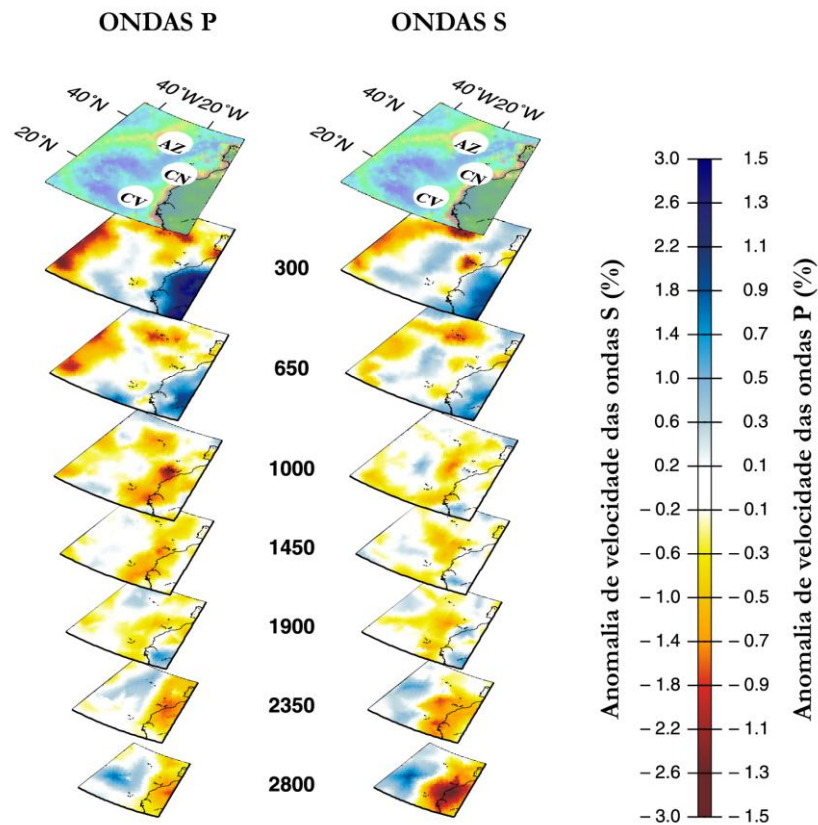 ONDAS P
ONDAS S
40°N
20°N
40°W
20°W
AZ
CN
CV
40°N
20°N
40°W
20°W
AZ
CN
CV
300
650
1000
1450
1900
2350
2800
Anomalia de velocidade das ondas S (%)
3.0
2.6
2.2
1.8
1.4
1.0
0.6
0.2
– 0.2
– 0.6
– 1.0
– 1.4
– 1.8
– 2.2
– 2.6
– 3.0
1.5
1.3
1.1
0.9
0.7
0.5
0.3
0.1
– 0.1
– 0.3
– 0.5
– 0.7
– 0.9
– 1.1
– 1.3
– 1.5
Anomalia de velocidade das ondas P (%)